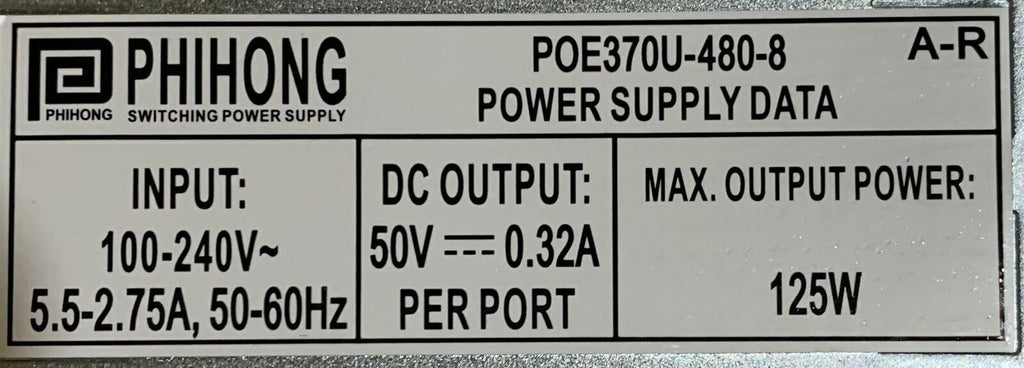 PHIHONG
PHIHONG
SWITCHING POWER SUPPLY
POE370U-480-8
A-R
POWER SUPPLY DATA
INPUT:
100-240V~
5.5-2.75A, 50-60Hz
DC OUTPUT:
50V ⎓ 0.32A
PER PORT
MAX. OUTPUT POWER:
125W